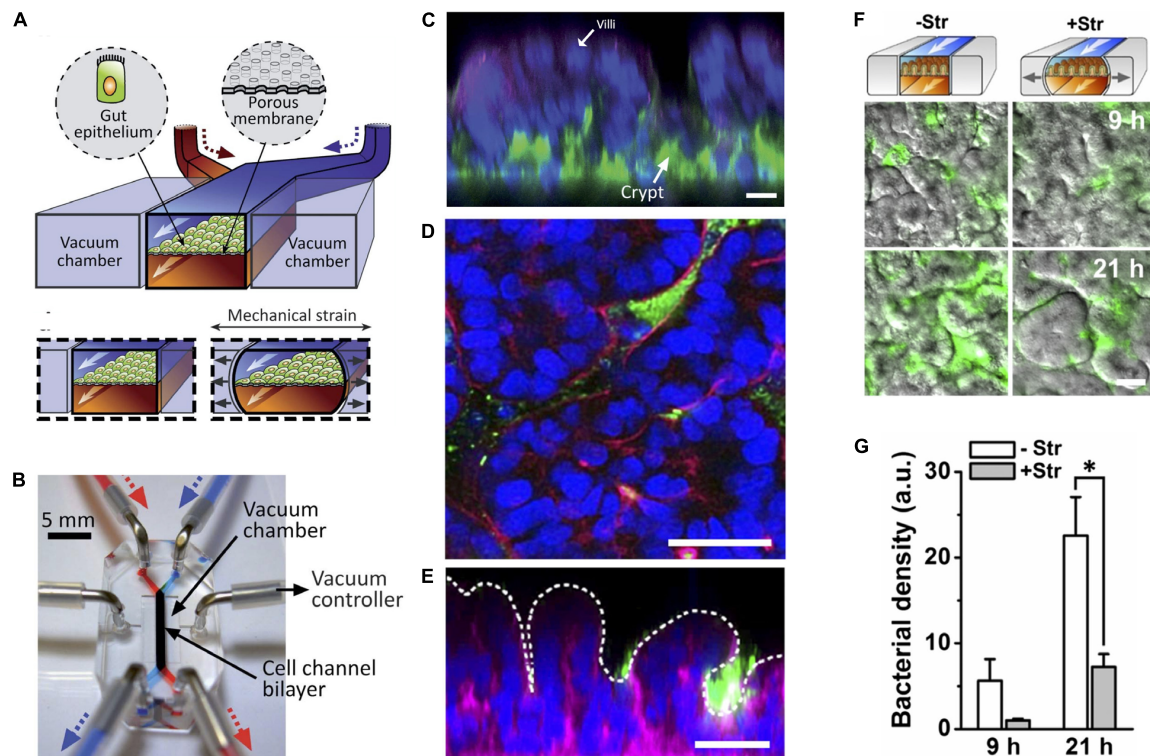 A
Gut
epithelium
Porous
membrane
Vacuum
chamber
Vacuum
chamber
Mechanical strain
B
5 mm
Vacuum
chamber
Vacuum
controller
Cell channel
bilayer
C
Villi
Crypt
D
E
F
-Str
+Str
9 h
21 h
G
Bacterial density (a.u.)
30
20
10
0
- Str
+Str
*
9 h
21 h